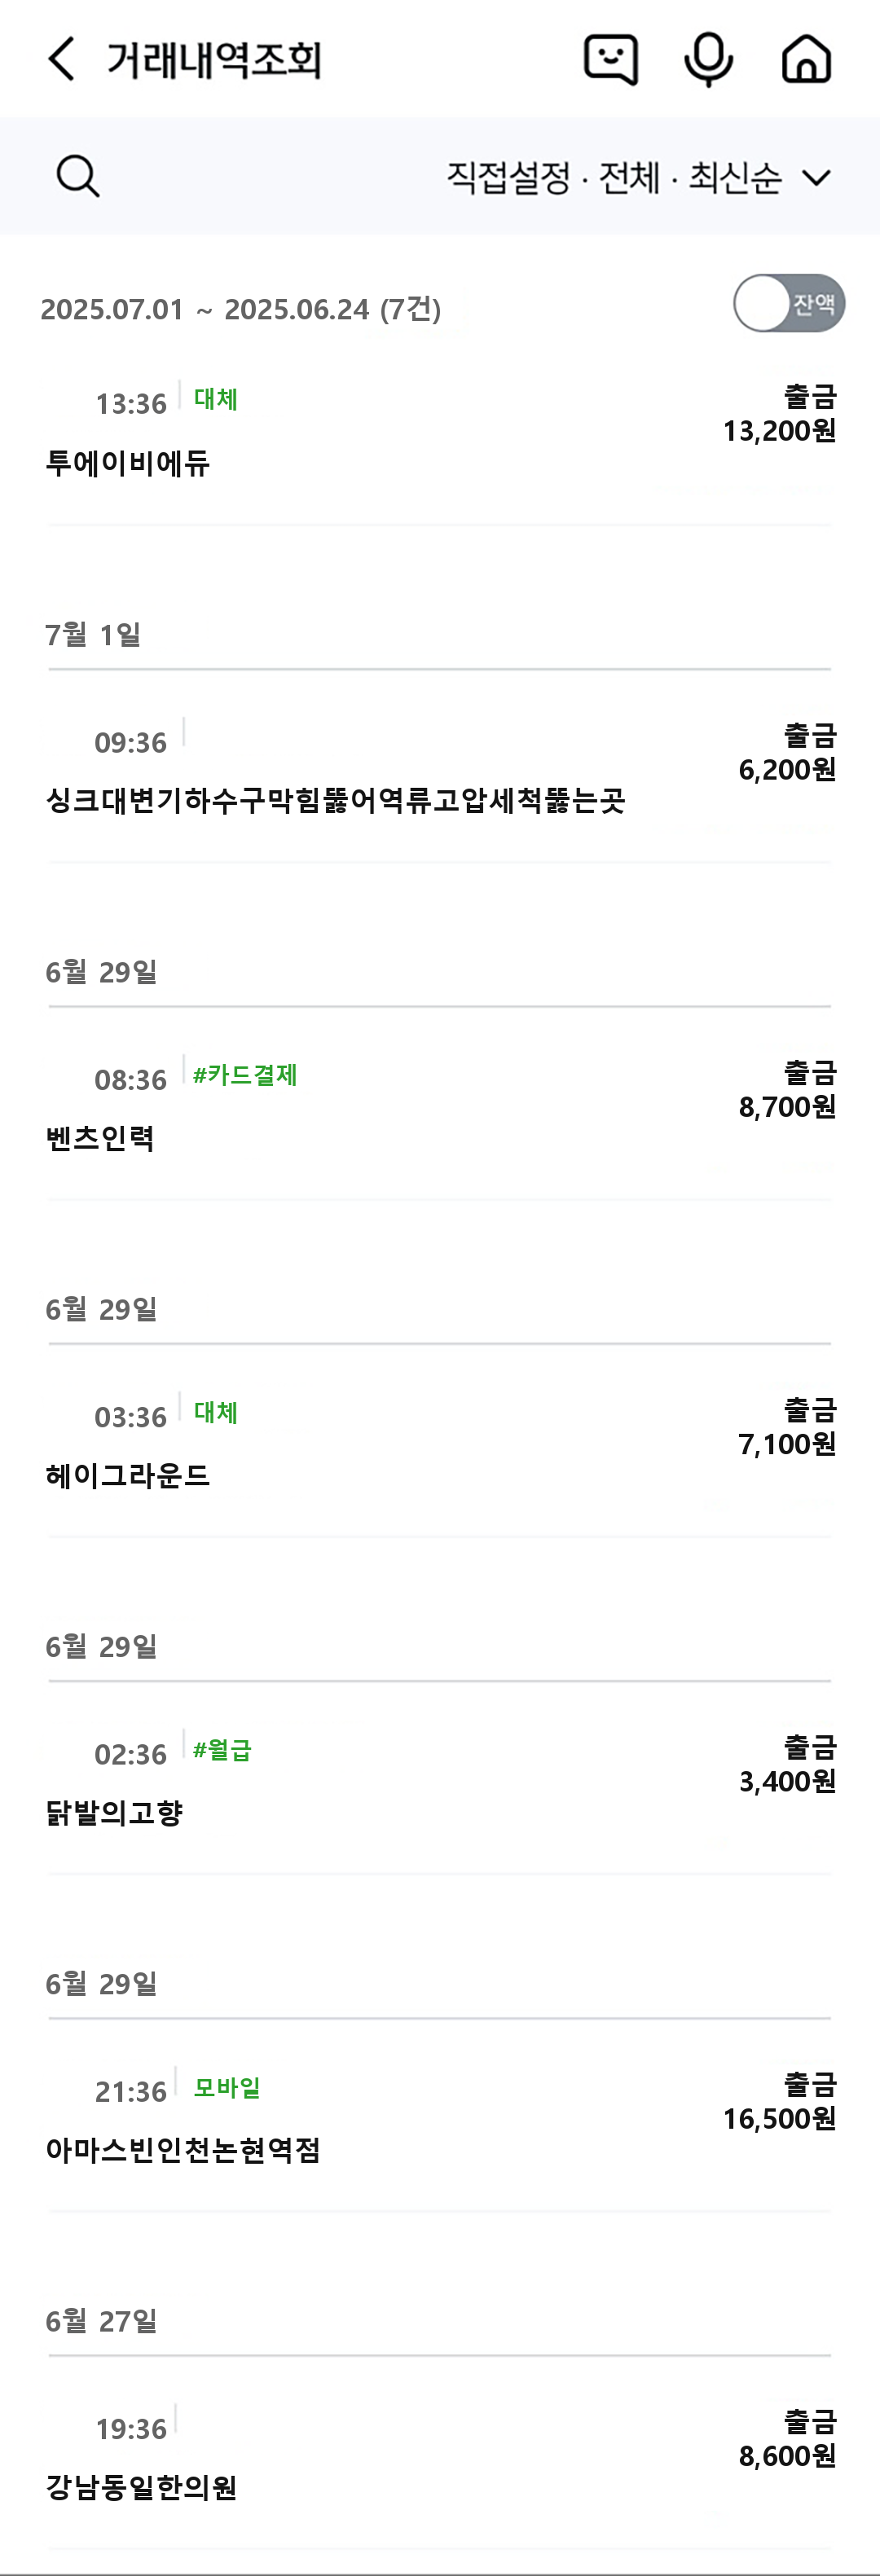 거래내역조회
직접설정 · 전체 · 최신순
2025.07.01 ~ 2025.06.24 (7건)
잔액
13:36 대체
출금
13,200원
투에이비에듀
7월 1일
09:36
출금
6,200원
싱크대변기하수구막힘뚫어역류고압세척뚫는곳
6월 29일
08:36 #카드결제
출금
8,700원
벤츠인력
6월 29일
03:36 대체
출금
7,100원
헤이그라운드
6월 29일
02:36 #월급
출금
3,400원
닭발의고향
6월 29일
21:36 모바일
출금
16,500원
아마스빈인천논현역점
6월 27일
19:36
출금
8,600원
강남동일한의원